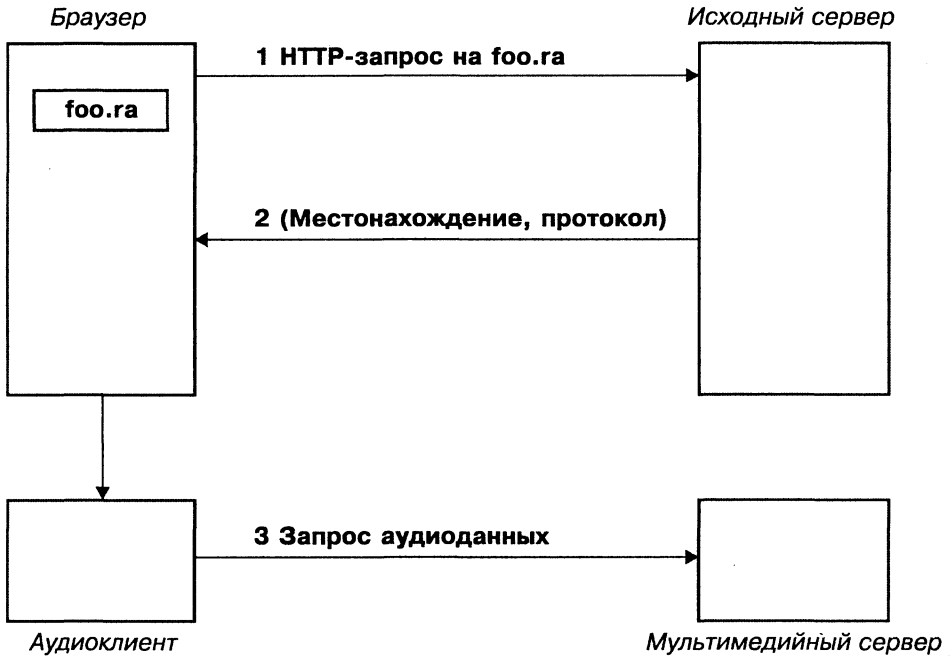 Браузер
Исходный сервер
1 HTTP-запрос на foo.ra
foo.ra
2 (Местонахождение, протокол)
3 Запрос аудиоданных
Аудиоклиент
Мультимедийный сервер